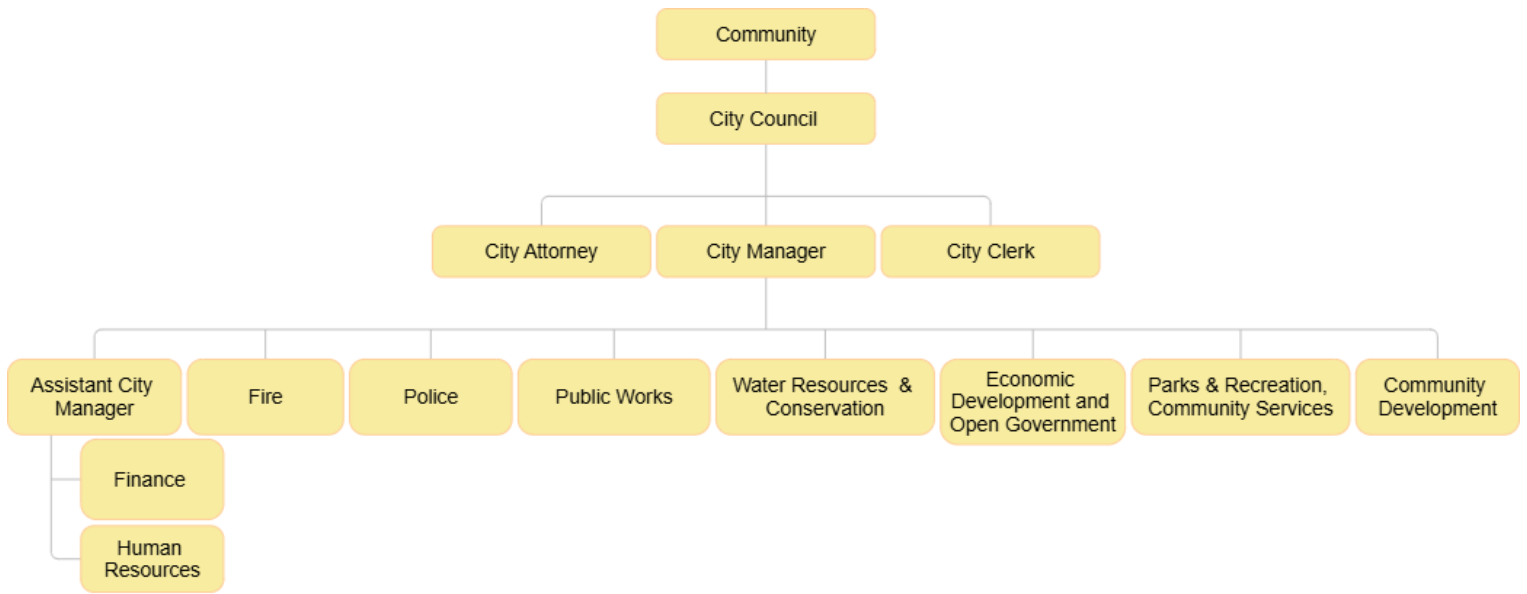 Community
City Council
City Attorney
City Manager
City Clerk
Assistant City
Manager
Fire
Police
Public Works
Water Resources  &
Conservation
Economic
Development and
Open Government
Parks & Recreation,
Community Services
Community
Development
Finance
Human
Resources